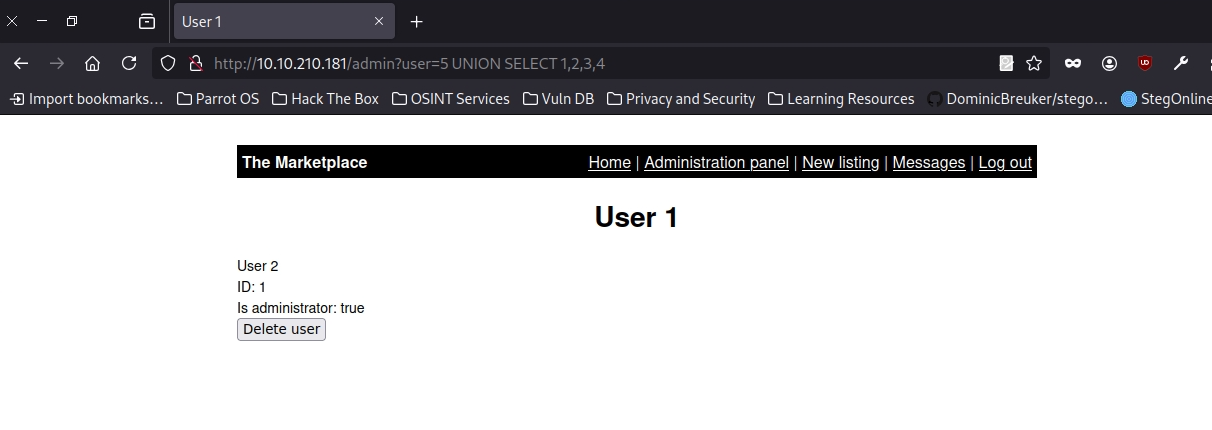 User 1
http://10.10.210.181/admin?user=5 UNION SELECT 1,2,3,4
Import bookmarks... Parrot OS Hack The Box OSINT Services Vuln DB Privacy and Security Learning Resources DominicBreuker/stego... StegOnline
The Marketplace Home | Administration panel | New listing | Messages | Log out
User 1
User 2
ID: 1
Is administrator: true
Delete user